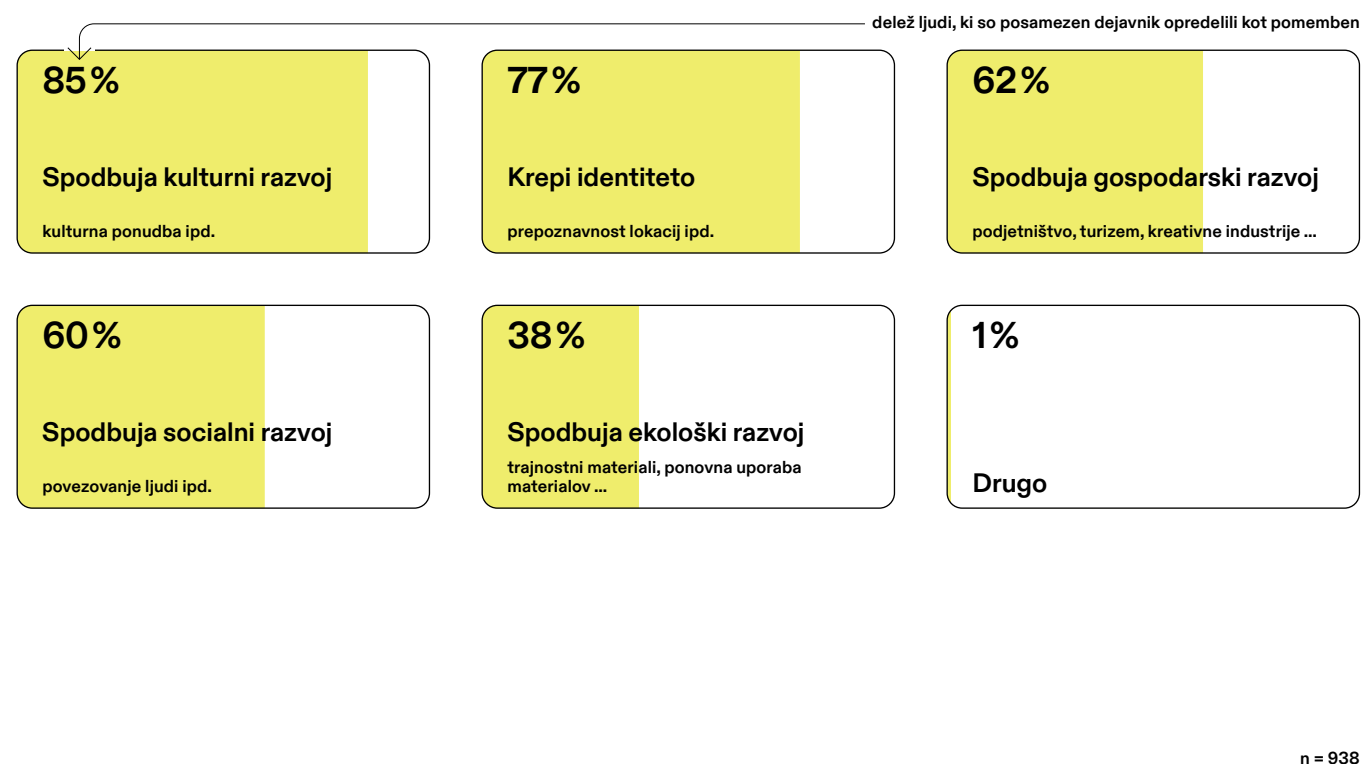 delež ljudi, ki so posamezen dejavnik opredelili kot pomemben
85 %
Spodbuja kulturni razvoj
kulturna ponudba ipd.
77 %
Krepi identiteto
prepoznavnost lokacij ipd.
62 %
Spodbuja gospodarski razvoj
podjetništvo, turizem, kreativne industrije ...
60 %
Spodbuja socialni razvoj
povezovanje ljudi ipd.
38 %
Spodbuja ekološki razvoj
trajnostni materiali, ponovna uporaba
materialov ...
1%
Drugo
n = 938